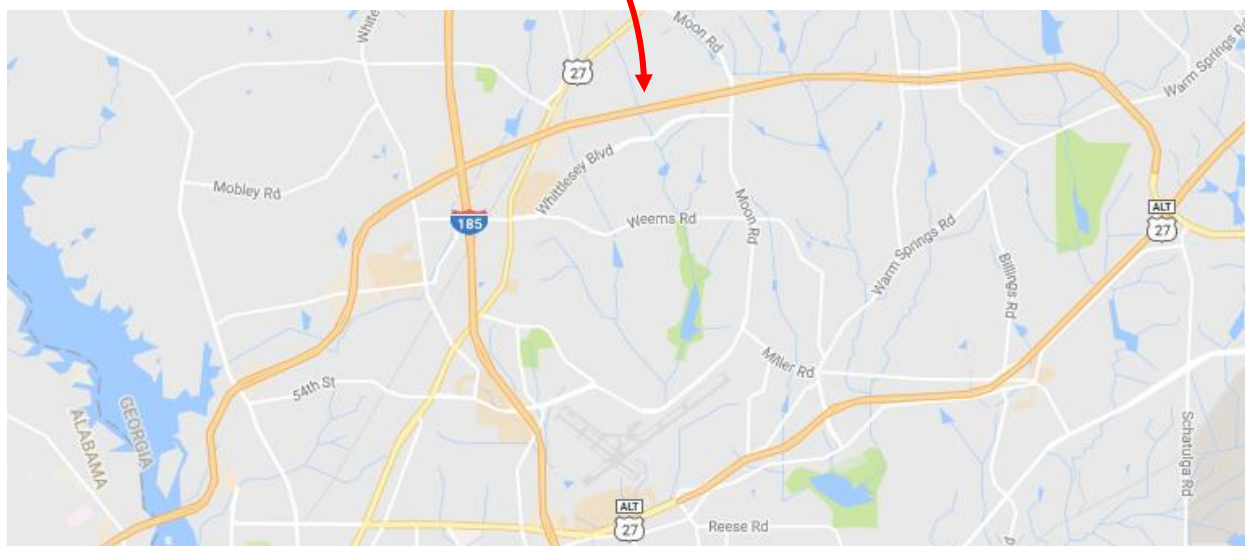 Moon Rd
White
27
Warm Springs Rd
Whittlesey Blvd
Mobley Rd
185
Weems Rd
Moon Rd
ALT
27
Warm Springs Rd
Billings Rd
Miller Rd
54th St
GEORGIA
ALABAMA
Schatulga Rd
ALT
27
Reese Rd